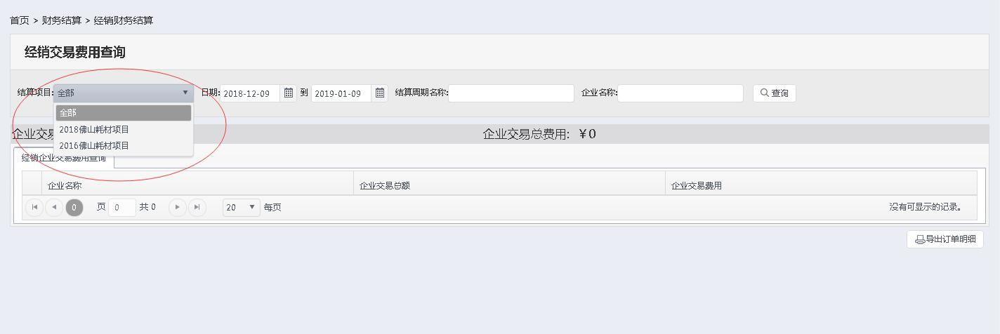 首页 > 财务结算 > 经销财务结算
经销交易费用查询
结算项目: 全部 日期: 2018-12-09 到 2019-01-09 结算周期名称: 企业名称: 查询
全部
2018佛山耗材项目
2016佛山耗材项目
企业交易 企业交易总费用: ￥0
经销企业交易费用查询
企业名称 企业交易总额 企业交易费用
0 页 0 共 0 20 每页 没有可显示的记录。
导出订单明细